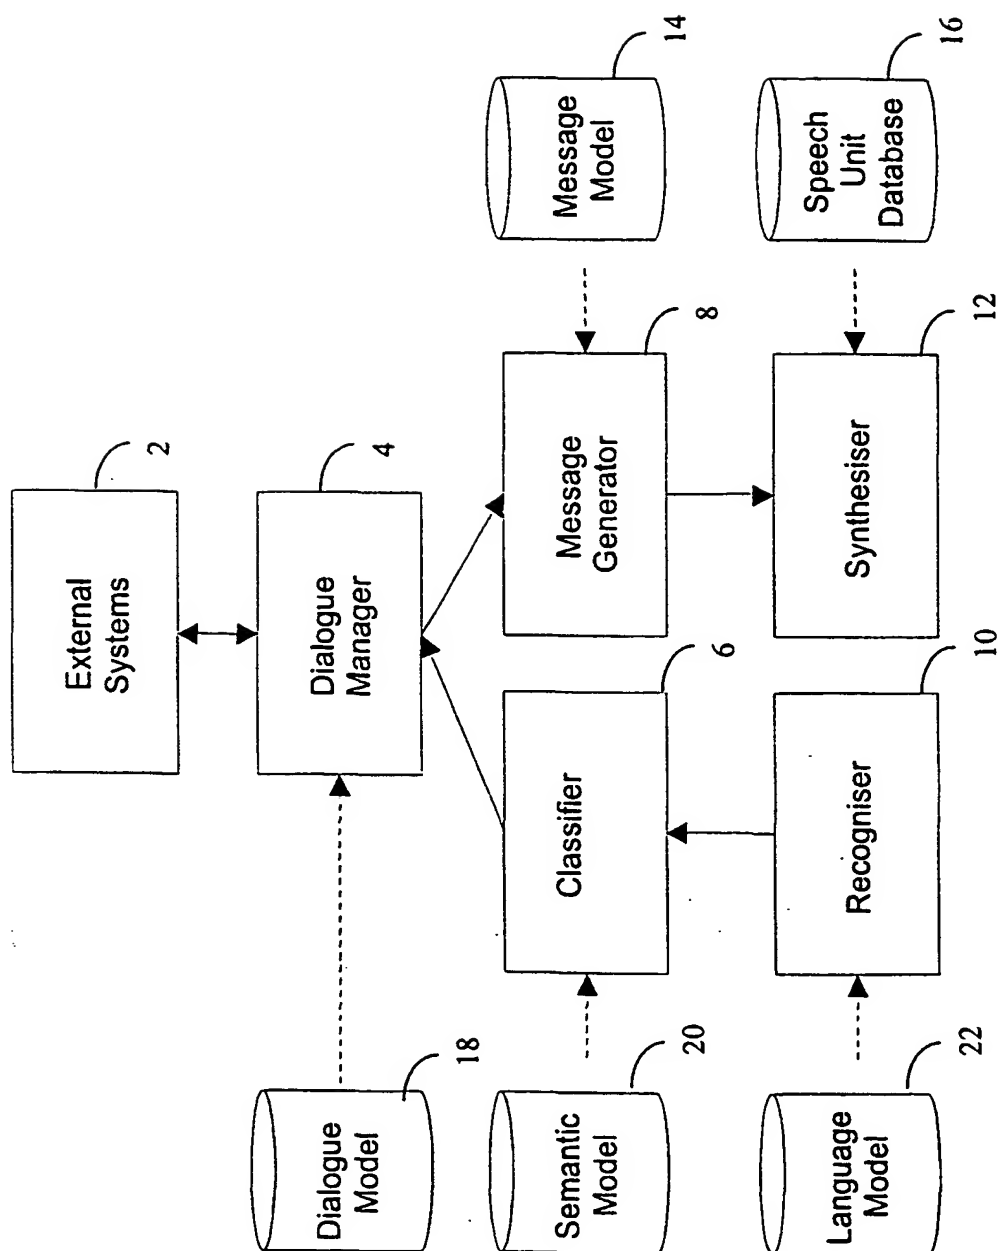 External
Systems
2
Dialogue
Model
18
Dialogue
Manager
4
Semantic
Model
20
Classifier
6
Message
Generator
8
Message
Model
14
Language
Model
22
Recogniser
10
Synthesiser
12
Speech
Unit
Database
16